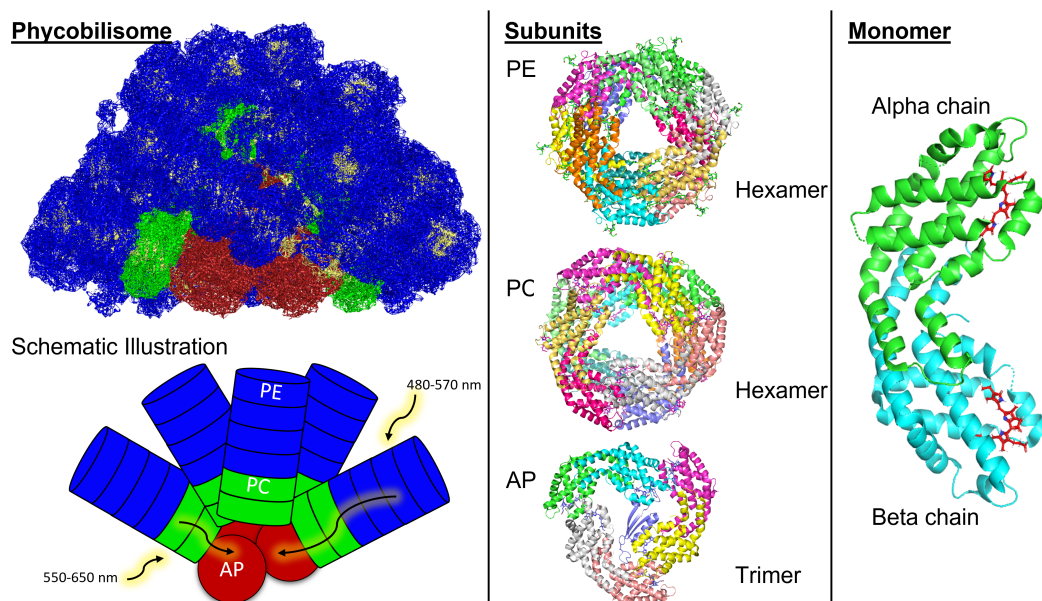 Phycobilisome
Schematic Illustration
PE
480-570 nm
PC
AP
550-650 nm
Subunits
PE
Hexamer
PC
Hexamer
AP
Trimer
Monomer
Alpha chain
Beta chain